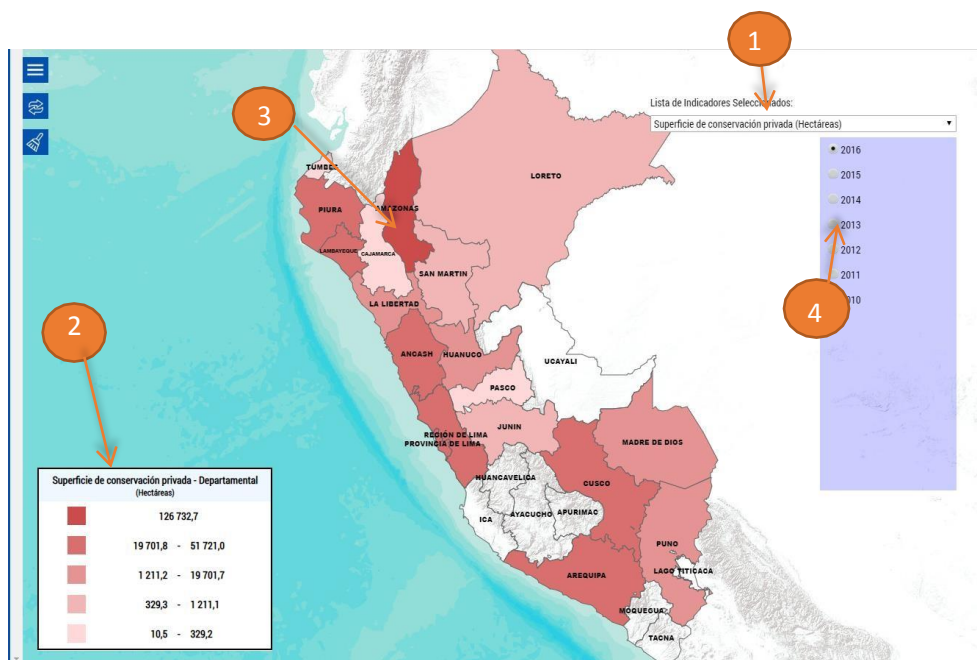 1
Lista de Indicadores Seleccionados:
Superficie de conservación privada (Hectáreas)
2016
2015
2014
2013
2012
2011
2010
3
4
2
TUMBES
PIURA
AMAZONAS
LORETO
LAMBAYEQUE
CAJAMARCA
SAN MARTIN
LA LIBERTAD
ANCASH
HUANUCO
UCAYALI
PASCO
JUNIN
REGION DE LIMA
PROVINCIA DE LIMA
MADRE DE DIOS
HUANCAVELICA
CUSCO
ICA
AYACUCHO
APURIMAC
PUNO
LAGO TITICACA
AREQUIPA
MOQUEGUA
TACNA
Superficie de conservación privada - Departamental
(Hectáreas)
126 732,7
19 701,8 - 51 721,0
1 211,2 - 19 701,7
329,3 - 1 211,1
10,5 - 329,2